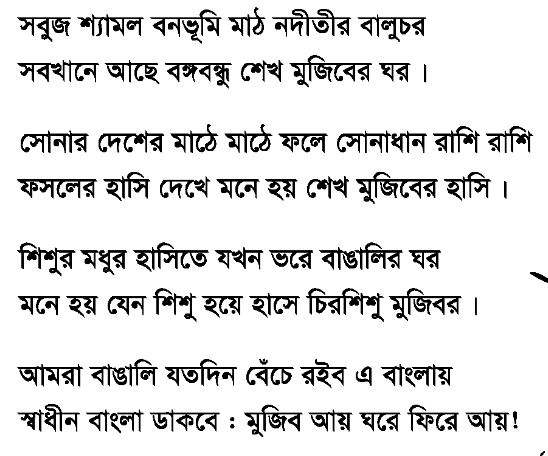 সবুজ শ্যামল বনভূমি মাঠ নদীতীর বালুচর
সবখানে আছে বঙ্গবন্ধু শেখ মুজিবের ঘর ।
সোনার দেশের মাঠে মাঠে ফলে সোনাধান রাশি রাশি
ফসলের হাসি দেখে মনে হয় শেখ মুজিবের হাসি ।
শিশুর মধুর হাসিতে যখন ভরে বাঙালির ঘর
মনে হয় যেন শিশু হয়ে হাসে চিরশিশু মুজিবর ।
আমরা বাঙালি যতদিন বেঁচে রইব এ বাংলায়
স্বাধীন বাংলা ডাকবে : মুজিব আয় ঘরে ফিরে আয়!